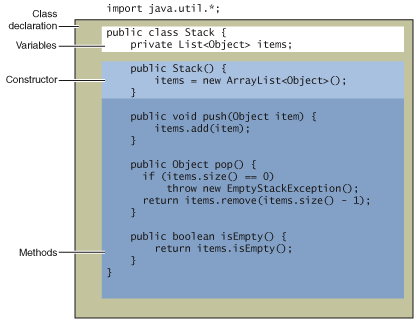 import java.util.*;
Class
declaration
public class Stack {
Variables
private List<Object> items;
Constructor
public Stack() {
items = new ArrayList<Object>();
}
public void push(Object item) {
items.add(item);
}
public Object pop() {
if (items.size() == 0)
throw new EmptyStackException();
return items.remove(items.size() - 1);
}
public boolean isEmpty() {
Methods
return items.isEmpty();
}
}